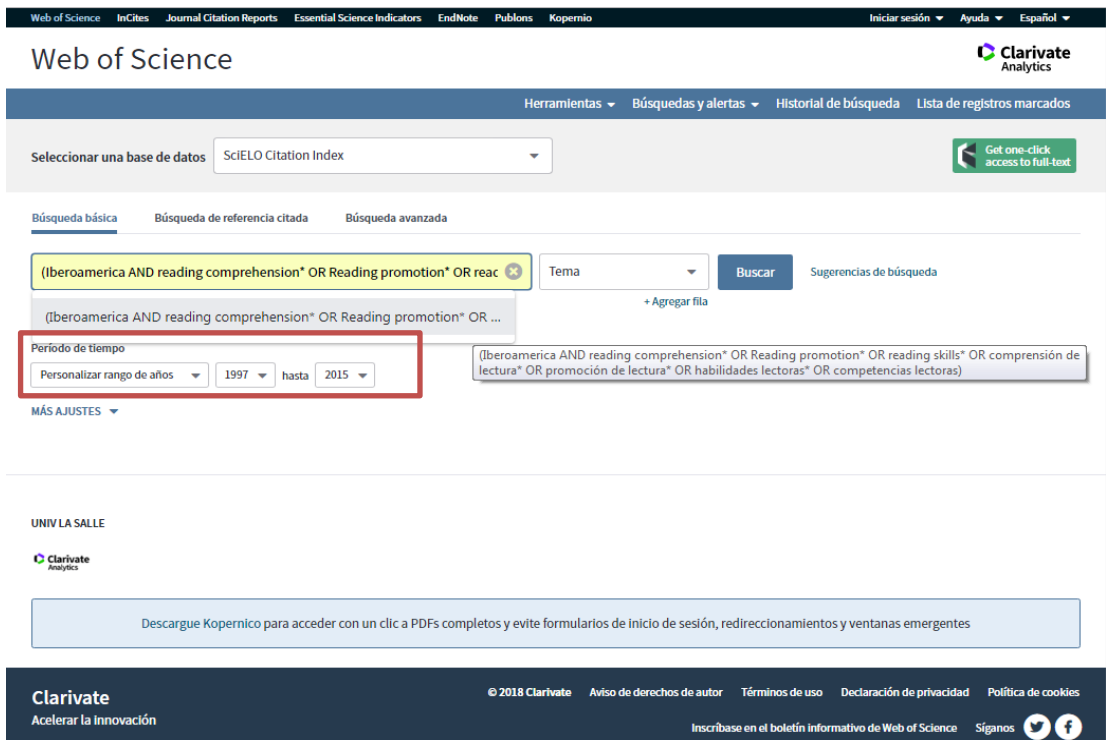 Web of Science InCites Journal Citation Reports Essential Science Indicators EndNote Publons Kopernio Iniciar sesión Ayuda Español
Web of Science
Clarivate
Analytics
Herramientas Búsquedas y alertas Historial de búsqueda Lista de registros marcados
Seleccionar una base de datos SciELO Citation Index
Get one-click
access to full-text
Búsqueda básica Búsqueda de referencia citada Búsqueda avanzada
(Iberoamerica AND reading comprehension* OR Reading promotion* OR reac Tema Buscar Sugerencias de búsqueda
+ Agregar fila
(Iberoamerica AND reading comprehension* OR Reading promotion* OR ...
Período de tiempo
(Iberoamerica AND reading comprehension* OR Reading promotion* OR reading skills* OR comprensión de
lectura* OR promoción de lectura* OR habilidades lectoras* OR competencias lectoras)
Personalizar rango de años 1997 hasta 2015
MÁS AJUSTES
UNIV LA SALLE
Clarivate
Analytics
Descargue Kopernico para acceder con un clic a PDFs completos y evite formularios de inicio de sesión, redireccionamientos y ventanas emergentes
Clarivate
Acelerar la innovación
© 2018 Clarivate Aviso de derechos de autor Términos de uso Declaración de privacidad Política de cookies
Inscríbase en el boletín informativo de Web of Science Síganos